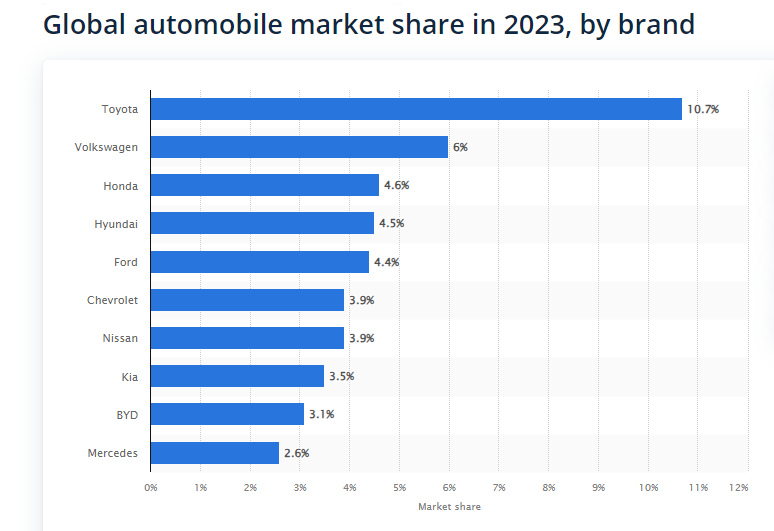 Global automobile market share in 2023, by brand
Toyota 10.7%
Volkswagen 6%
Honda 4.6%
Hyundai 4.5%
Ford 4.4%
Chevrolet 3.9%
Nissan 3.9%
Kia 3.5%
BYD 3.1%
Mercedes 2.6%
0% 1% 2% 3% 4% 5% 6% 7% 8% 9% 10% 11% 12%
Market share